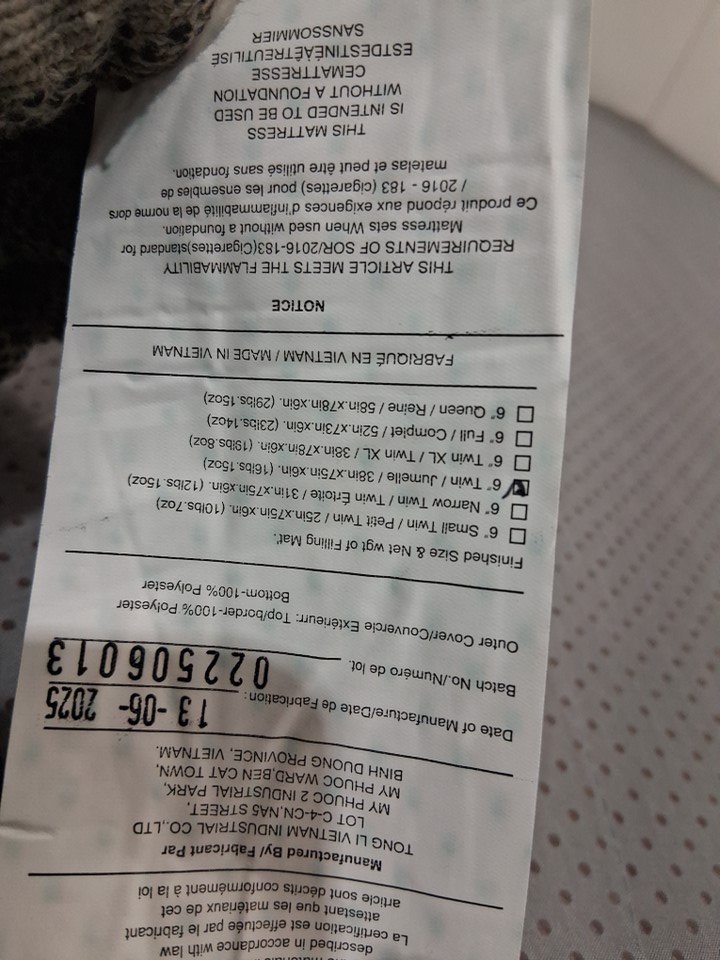 described in accordance with law
La certification est effectuée par le fabricant
attestant que les matériaux de cet
article sont décrits conformément à la loi
Manufactured By/ Fabricant Par
TONG LI VIETNAM INDUSTRIAL CO.,LTD
LOT C-4-CN,NA5 STREET,
MY PHUOC 2 INDUSTRIAL PARK,
MY PHUOC WARD,BEN CAT TOWN,
BINH DUONG PROVINCE, VIETNAM.
Date of Manufacture/Date de Fabrication: 13-06-2025
Batch No./Numéro de lot. 022506013
Outer Cover/Couvercie Extérieurr: Top/border-100% Polyester
Bottom-100% Polyester
Finished Size & Net wgt of Filling Mat'.
6" Small Twin / Petit Twin / 25in.x75in.x6in. (10lbs.7oz)
6" Narrow Twin / Twin Értoite / 31in.x75in.x6in. (12lbs.15oz)
6" Twin / Jumelle / 38in.x75in.x6in. (16lbs.15oz)
6" Twin XL / Twin XL / 38in.x78in.x6in. (19lbs.8oz)
6" Full / Complet / 52in.x73in.x6in. (23lbs.14oz)
6" Queen / Reine / 58in.x78in.x6in. (29lbs.15oz)
FABRIQUÉ EN VIETNAM / MADE IN VIETNAM
NOTICE
THIS ARTICLE MEETS THE FLAMMABILITY
REQUIREMENTS OF SOR/2016-183(Cigarettes)standard for
Mattress sets When used without a foundation.
Ce produit répond aux exigences d'inflammabilité de la norme dors
/ 2016 - 183 (cigarettes) pour les ensembles de
matelas et peut être utilisé sans fondation.
THIS MATTRESS
IS INTENDED TO BE USED
WITHOUT A FOUNDATION
CEMATTRESSE
ESTDESTINÉAÊTREUTILISÉ
SANSSOMMIER